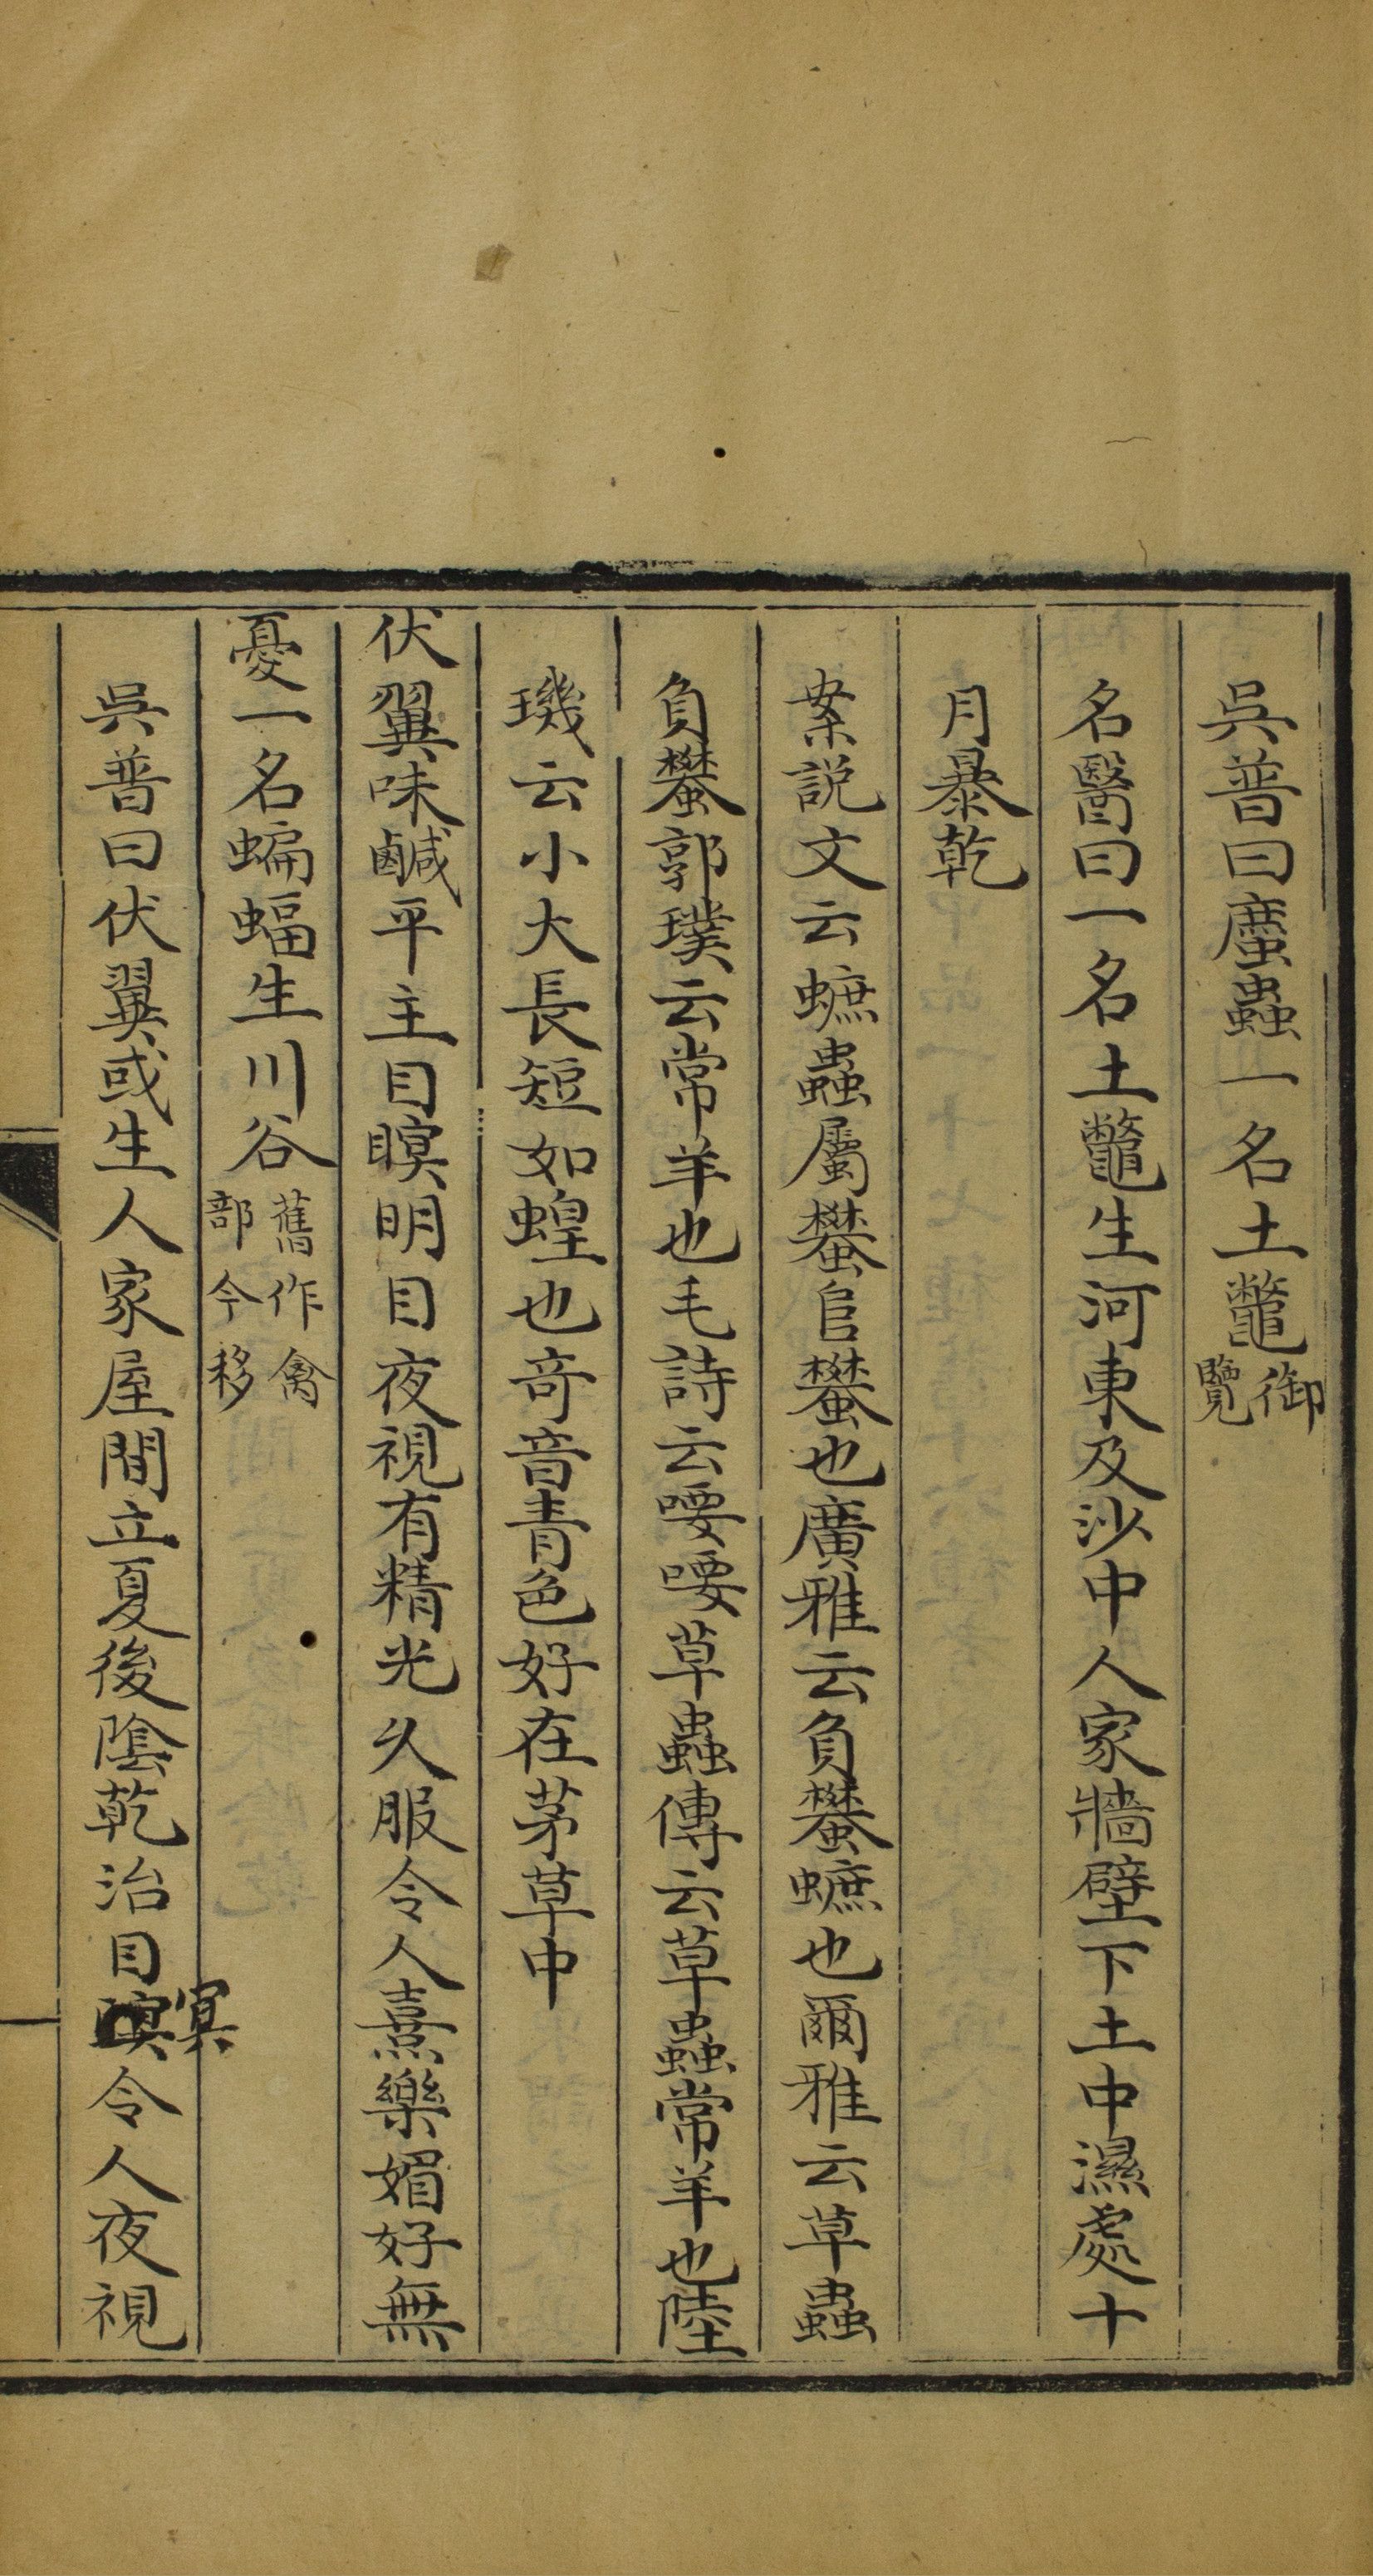 吳普曰䗪蟲一名土鼈御覽
名醫曰一名土鼈生河東及沙中人家牆壁下土中濕處十
月暴乾
案說文云蟅蟲屬蠜𨸏蠜也廣雅云負蠜蟅也爾雅云草蟲
負蠜郭璞云常羊也毛詩云喓喓草蟲傳云草蟲常羊也陸
璣云小大長短如蝗也奇音青色好在茅草中
伏翼味鹹平主目瞑明目夜視有精光久服令人熹樂媚好無
憂一名蝙蝠生川谷舊作禽部今移
吳普曰伏翼或生人家屋間立夏後陰乾治目冥令人夜視